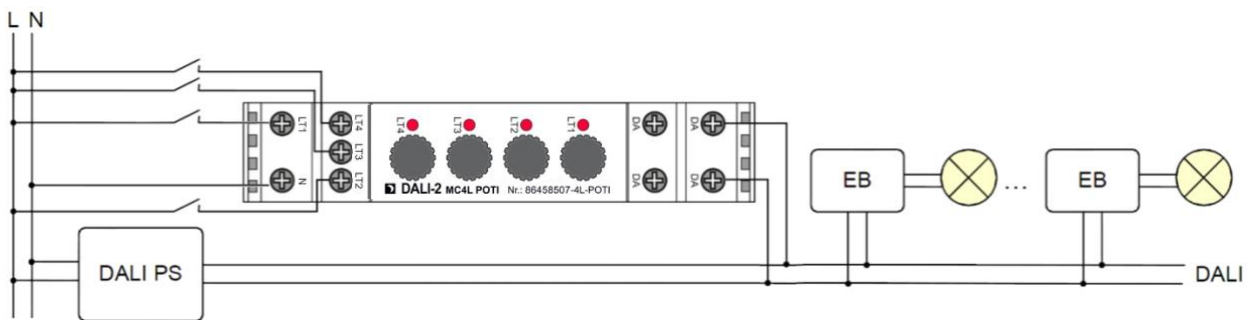 L N
LT1
LT4
LT3
N
LT2
LT4
LT3
LT2
LT1
DALI-2 MC4L POTI Nr.: 86458507-4L-POTI
DA
DA
DA
DA
EB
...
EB
DALI PS
DALI